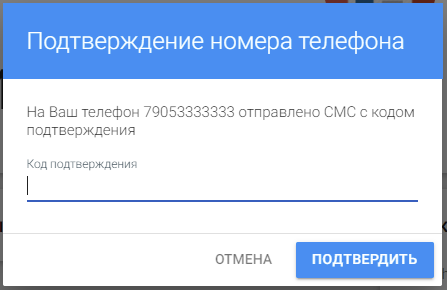 Подтверждение номера телефона
На Ваш телефон 79053333333 отправлено СМС с кодом
подтверждения
Код подтверждения
ОТМЕНА
ПОДТВЕРДИТЬ